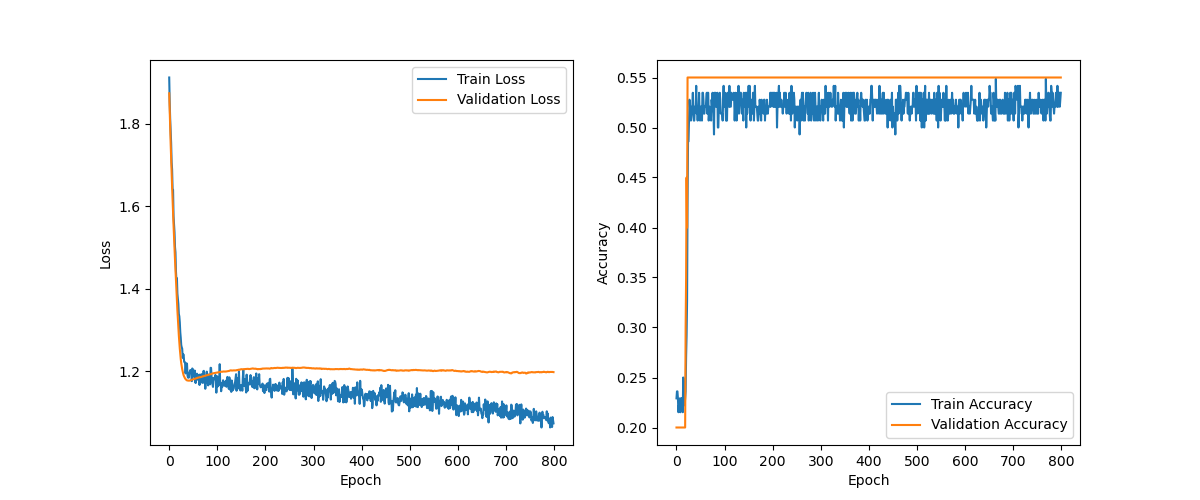 Train Loss
Validation Loss
1.8
1.6
1.4
1.2
Loss
0 100 200 300 400 500 600 700 800
Epoch
0.55
0.50
0.45
0.40
0.35
0.30
0.25
0.20
Accuracy
Train Accuracy
Validation Accuracy
0 100 200 300 400 500 600 700 800
Epoch